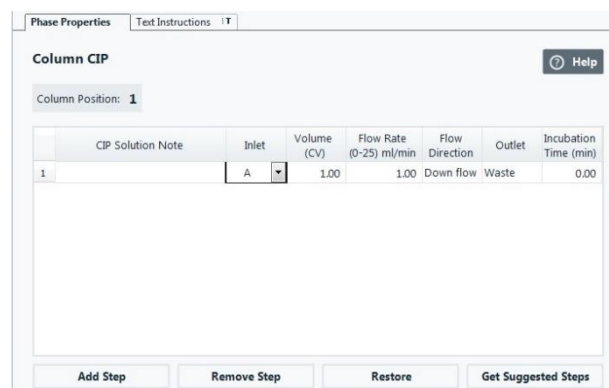 Phase Properties Text Instructions T
Column CIP
? Help
Column Position: 1
CIP Solution Note Inlet Volume (CV) Flow Rate (0-25) ml/min Flow Direction Outlet Incubation Time (min)
1 A 1.00 1.00 Down flow Waste 0.00
Add Step Remove Step Restore Get Suggested Steps